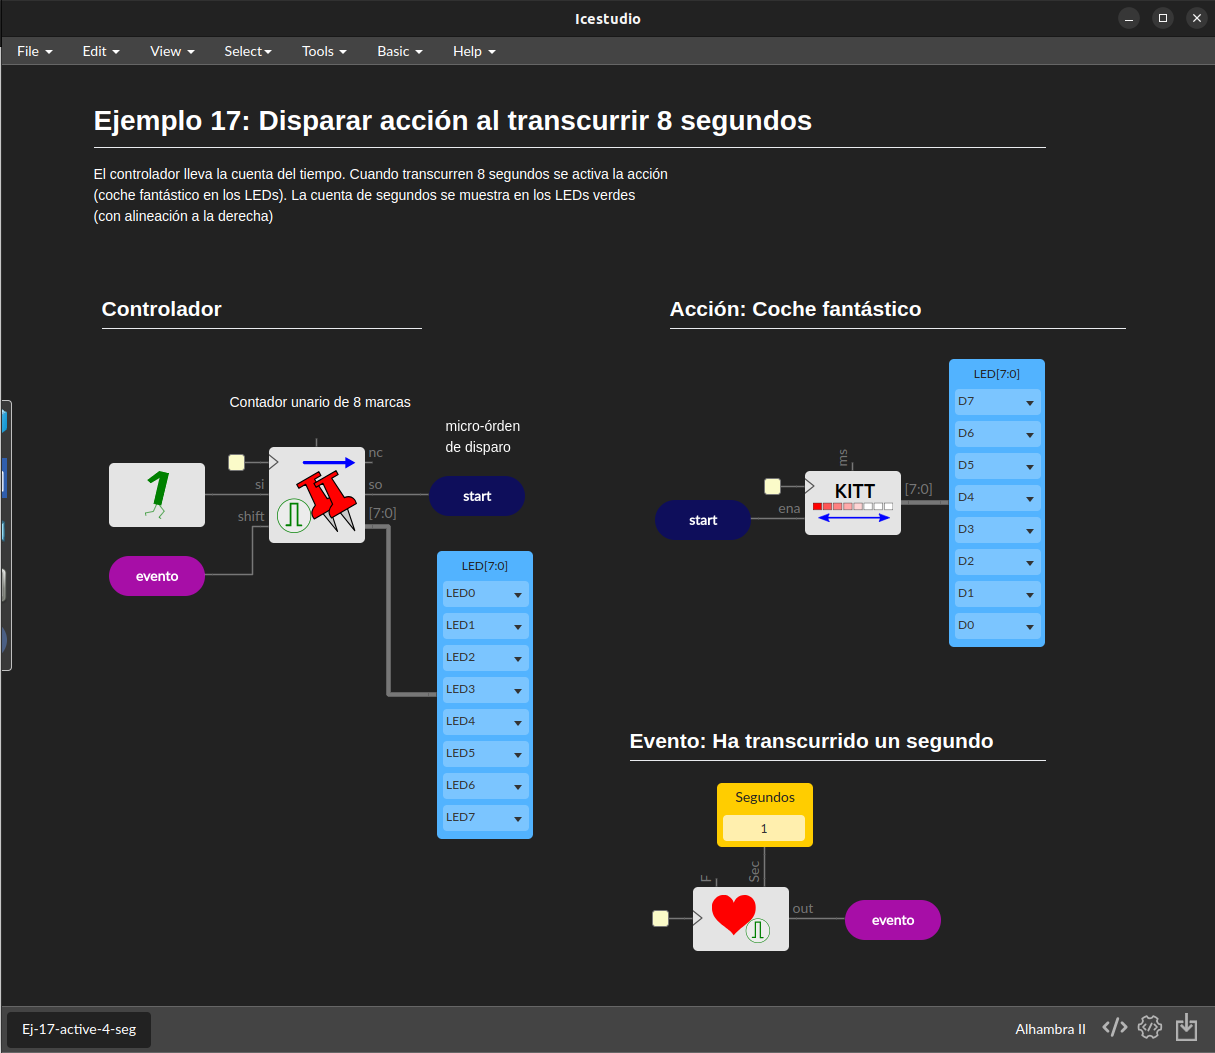 Icestudio
File Edit View Select Tools Basic Help
Ejemplo 17: Disparar acción al transcurrir 8 segundos
El controlador lleva la cuenta del tiempo. Cuando transcurren 8 segundos se activa la acción
(coche fantástico en los LEDs). La cuenta de segundos se muestra en los LEDs verdes
(con alineación a la derecha)
Controlador
Contador unario de 8 marcas
micro-órden
de disparo
1
si
shift
nc
so
[7:0]
start
evento
LED[7:0]
LED0
LED1
LED2
LED3
LED4
LED5
LED6
LED7
Acción: Coche fantástico
start
ena
ms
KITT
[7:0]
LED[7:0]
D7
D6
D5
D4
D3
D2
D1
D0
Evento: Ha transcurrido un segundo
Segundos
1
F
Sec
out
evento
Ej-17-active-4-seg
Alhambra II